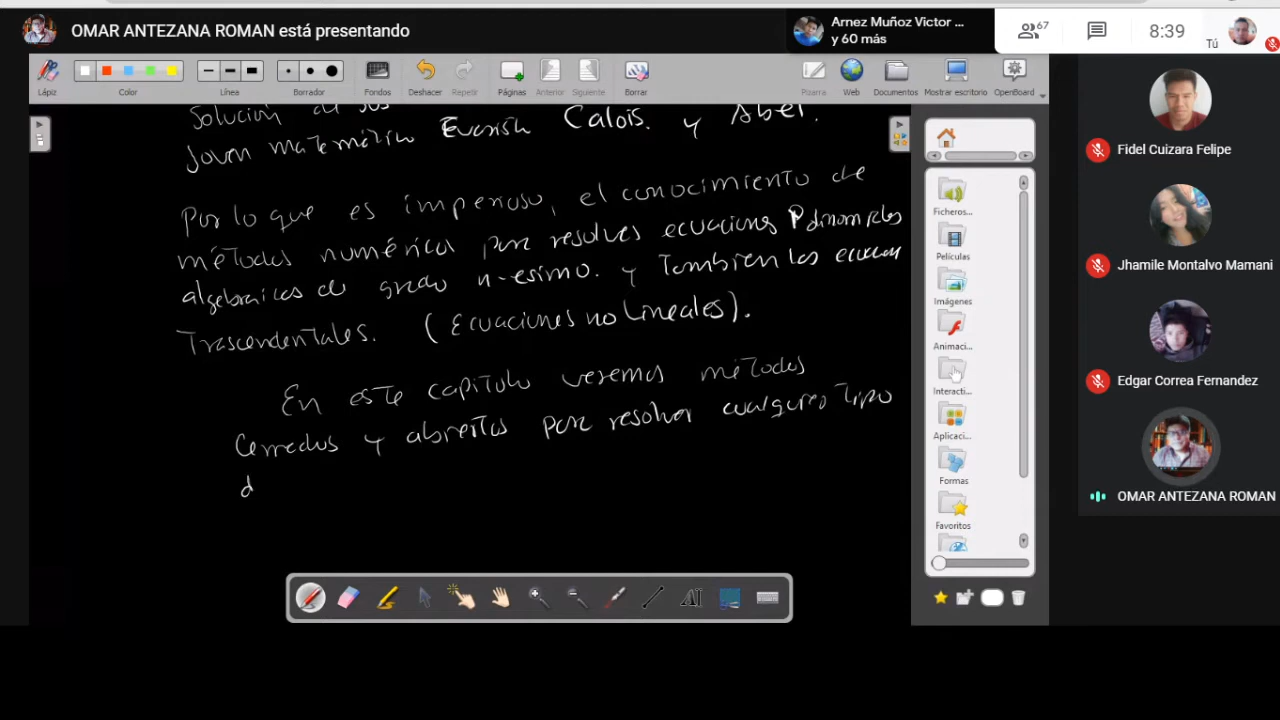 OMAR ANTEZANA ROMAN está presentando
Arnez Muñoz Victor ...
y 60 más
67
8:39
Tú
Lápiz
Color
Línea
Borrador
Fondos
Deshacer
Repetir
Páginas
Anterior
Siguiente
Borrar
Pizarra
Web
Documentos
Mostrar escritorio
OpenBoard
Solución de sus
Joven matemático Evarista Galois. y Abel.
Por lo que es imperioso, el conocimiento de
métodos numéricos para resolver ecuaciones Polinomiales
algebraicas de grado n-esimo. y Tambien las
Trascendentales. (Ecuaciones no Lineales).
En este capitulo veremos métodos
Cerrados y abiertos para resolver cualquier tipo
d
Ficheros...
Películas
Imágenes
Animaci...
Interacti...
Aplicaci...
Formas
Favoritos
Fidel Cuizara Felipe
Jhamile Montalvo Mamani
Edgar Correa Fernandez
OMAR ANTEZANA ROMAN